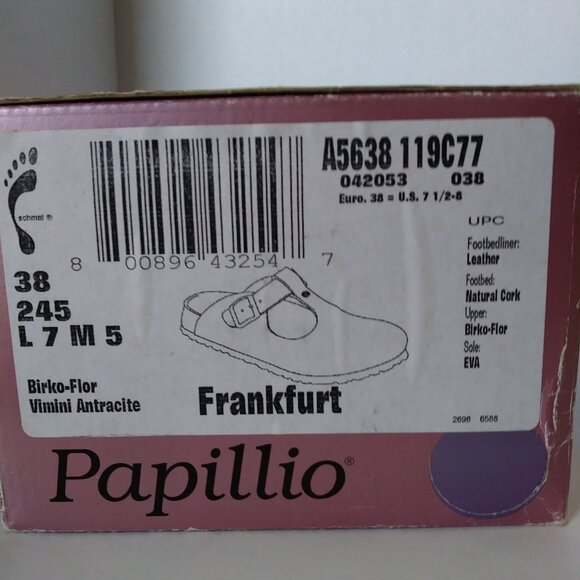 A5638 119C77
042053 038
Euro. 38 = U.S. 7 1/2-8
schmal ®
8 00896 43254 7
UPC
Footbedliner:
Leather
Footbed:
Natural Cork
Upper:
Birko-Flor
Sole:
EVA
38
245
L 7 M 5
Birko-Flor
Vimini Antracite
Frankfurt
2696 6588
Papillio®